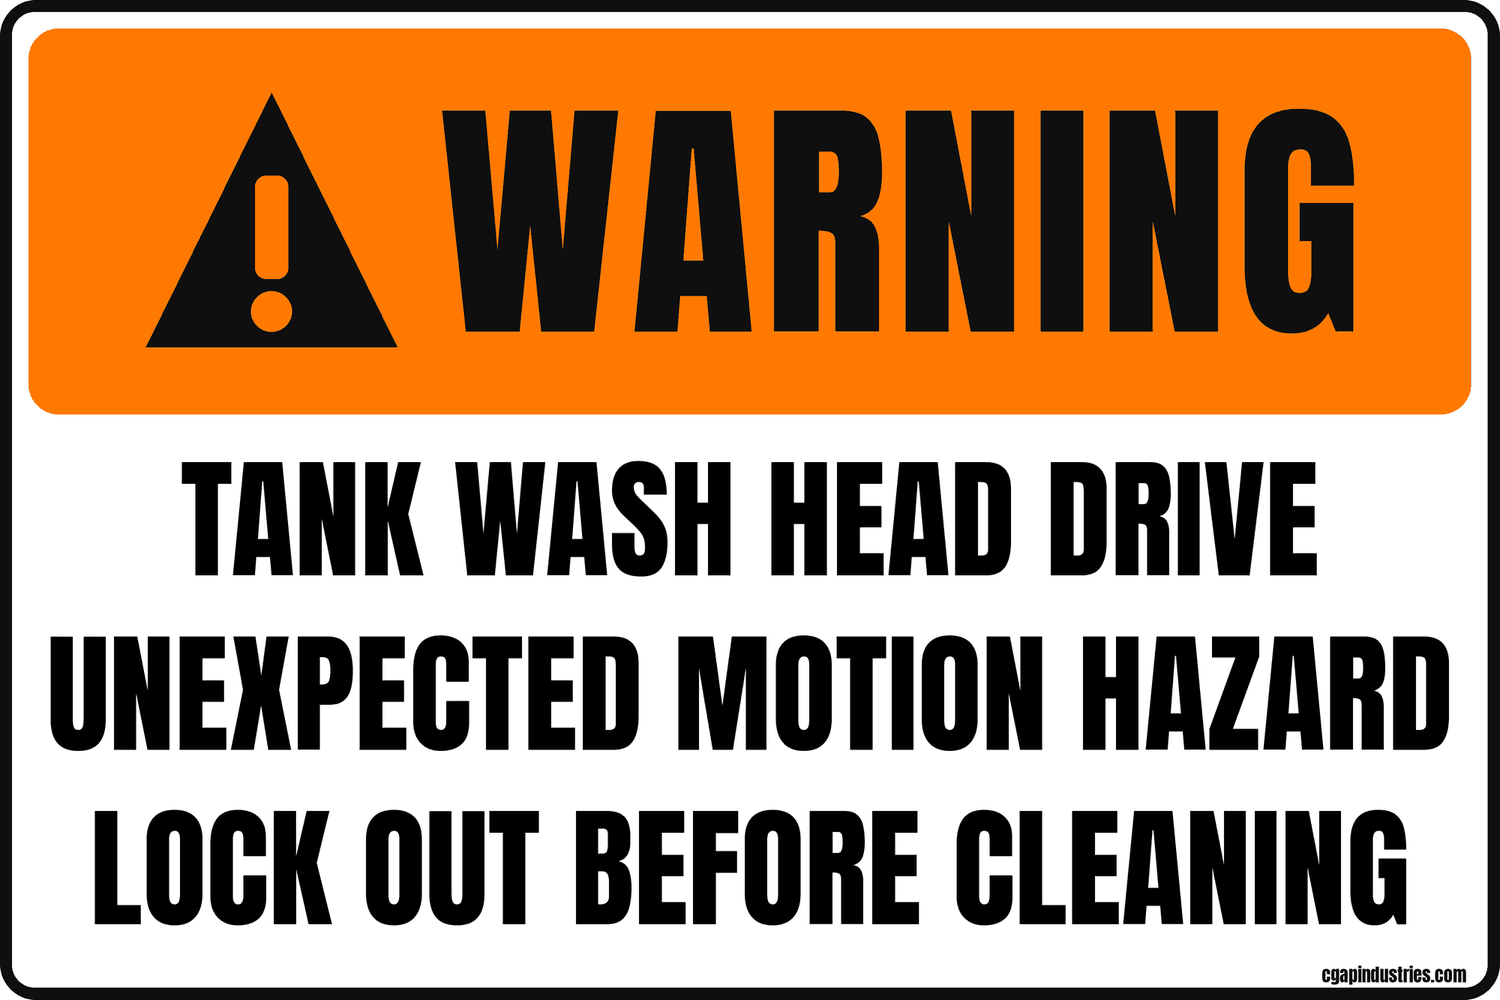 WARNING
TANK WASH HEAD DRIVE
UNEXPECTED MOTION HAZARD
LOCK OUT BEFORE CLEANING
cgapindustries.com